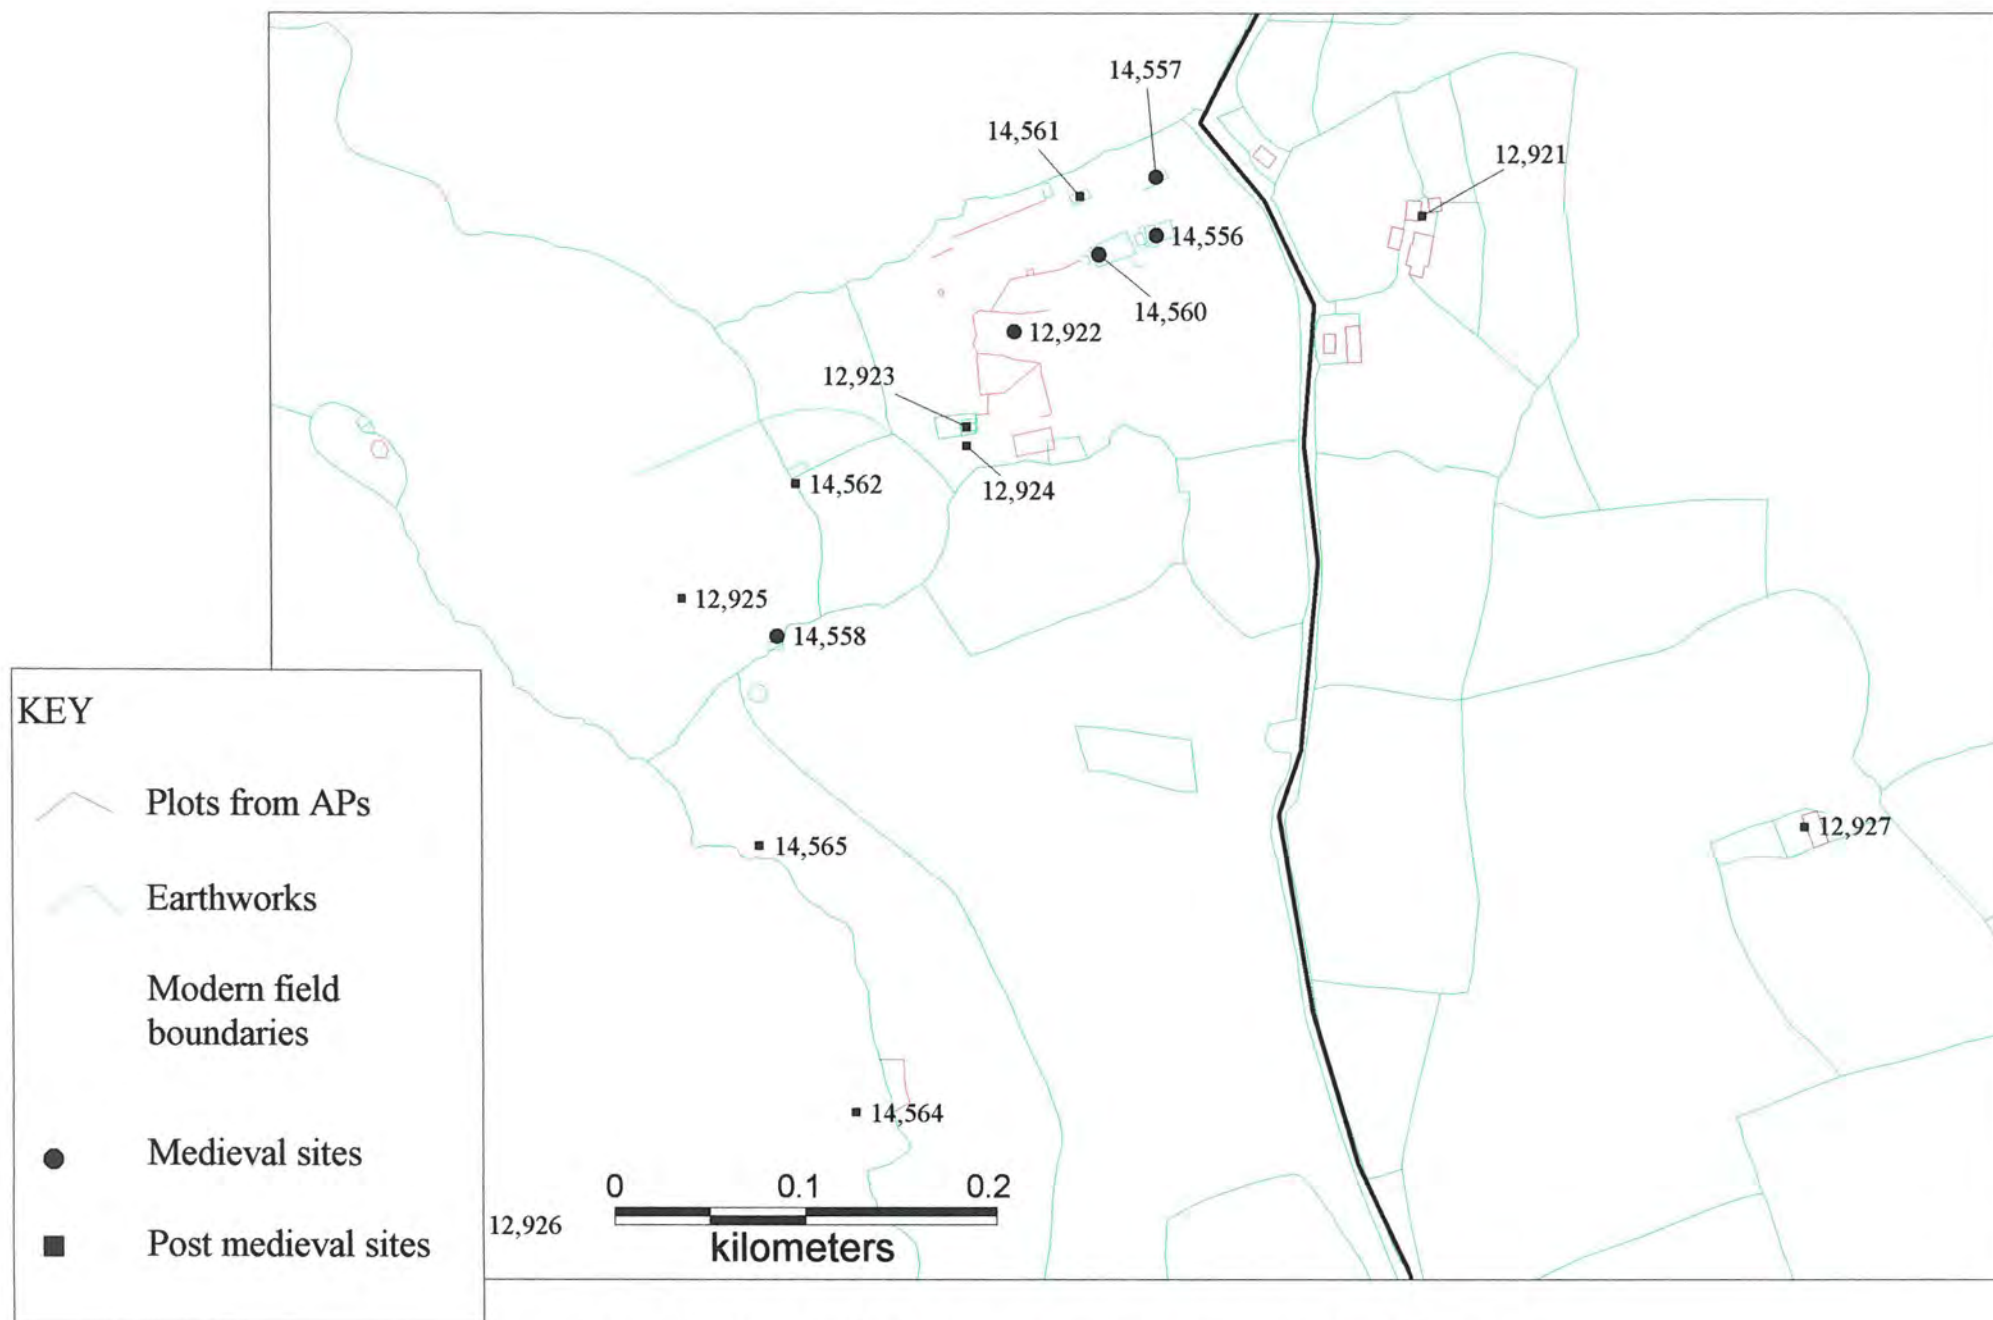 14,557
14,561
12,921
14,556
14,560
12,922
12,923
14,562
12,924
12,925
14,558
KEY
Plots from APs
12,927
14,565
Earthworks
Modern field
boundaries
14,564
Medieval sites
0 0.1 0.2
12,926
Post medieval sites
kilometers